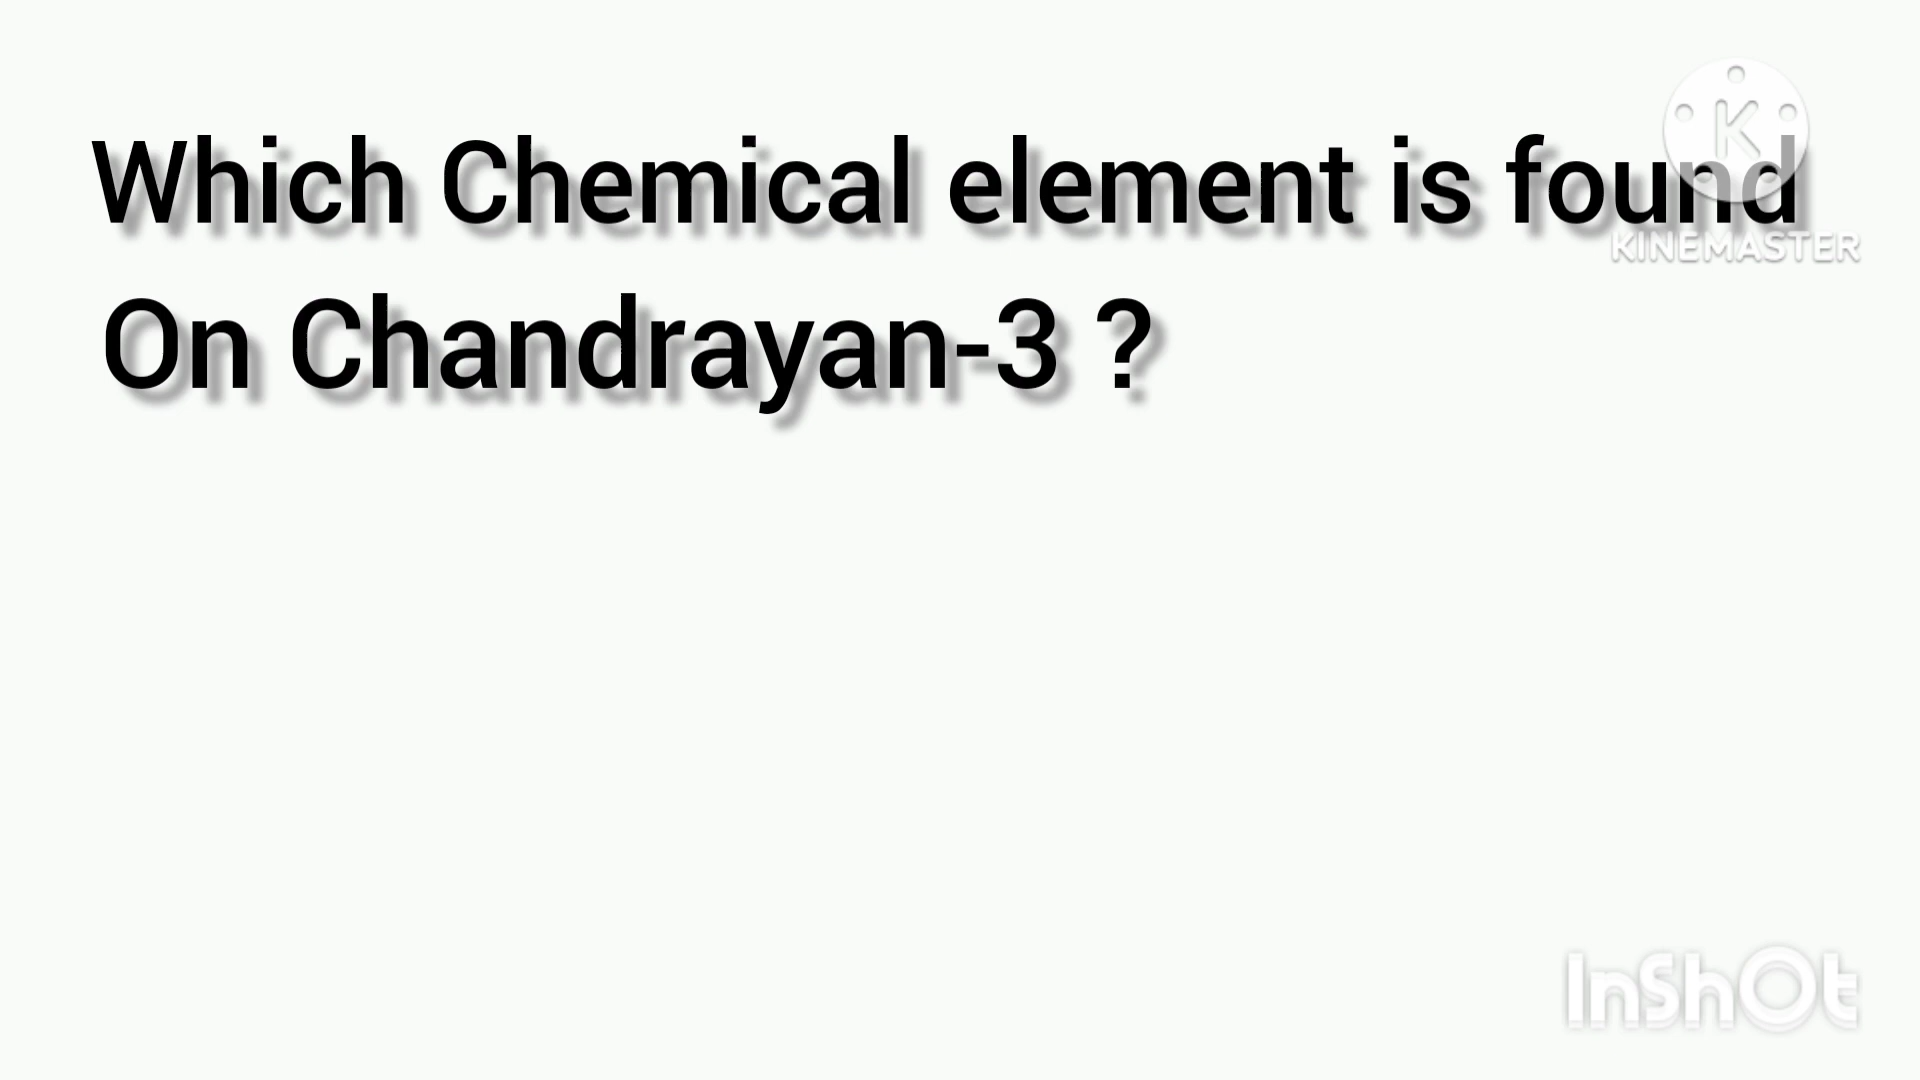 Which Chemical element is found
KINEMASTER
On Chandrayan-3 ?
InShOt